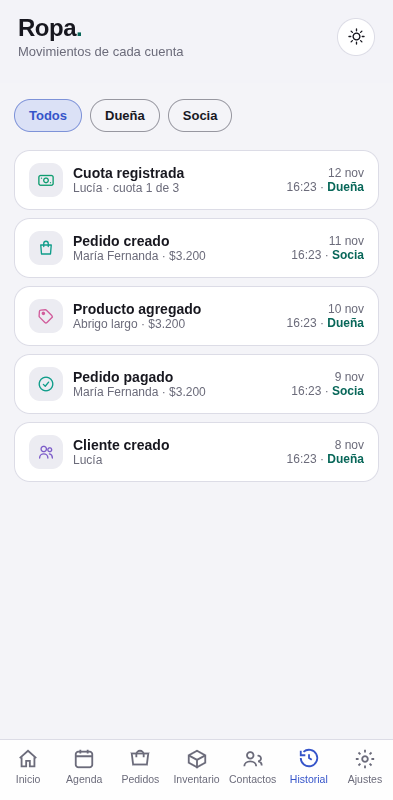 Ropa.
Movimientos de cada cuenta
Todos
Dueña
Socia
Cuota registrada
Lucía · cuota 1 de 3
12 nov
16:23 · Dueña
Pedido creado
María Fernanda · $3.200
11 nov
16:23 · Socia
Producto agregado
Abrigo largo · $3.200
10 nov
16:23 · Dueña
Pedido pagado
María Fernanda · $3.200
9 nov
16:23 · Socia
Cliente creado
Lucía
8 nov
16:23 · Dueña
Inicio
Agenda
Pedidos
Inventario
Contactos
Historial
Ajustes